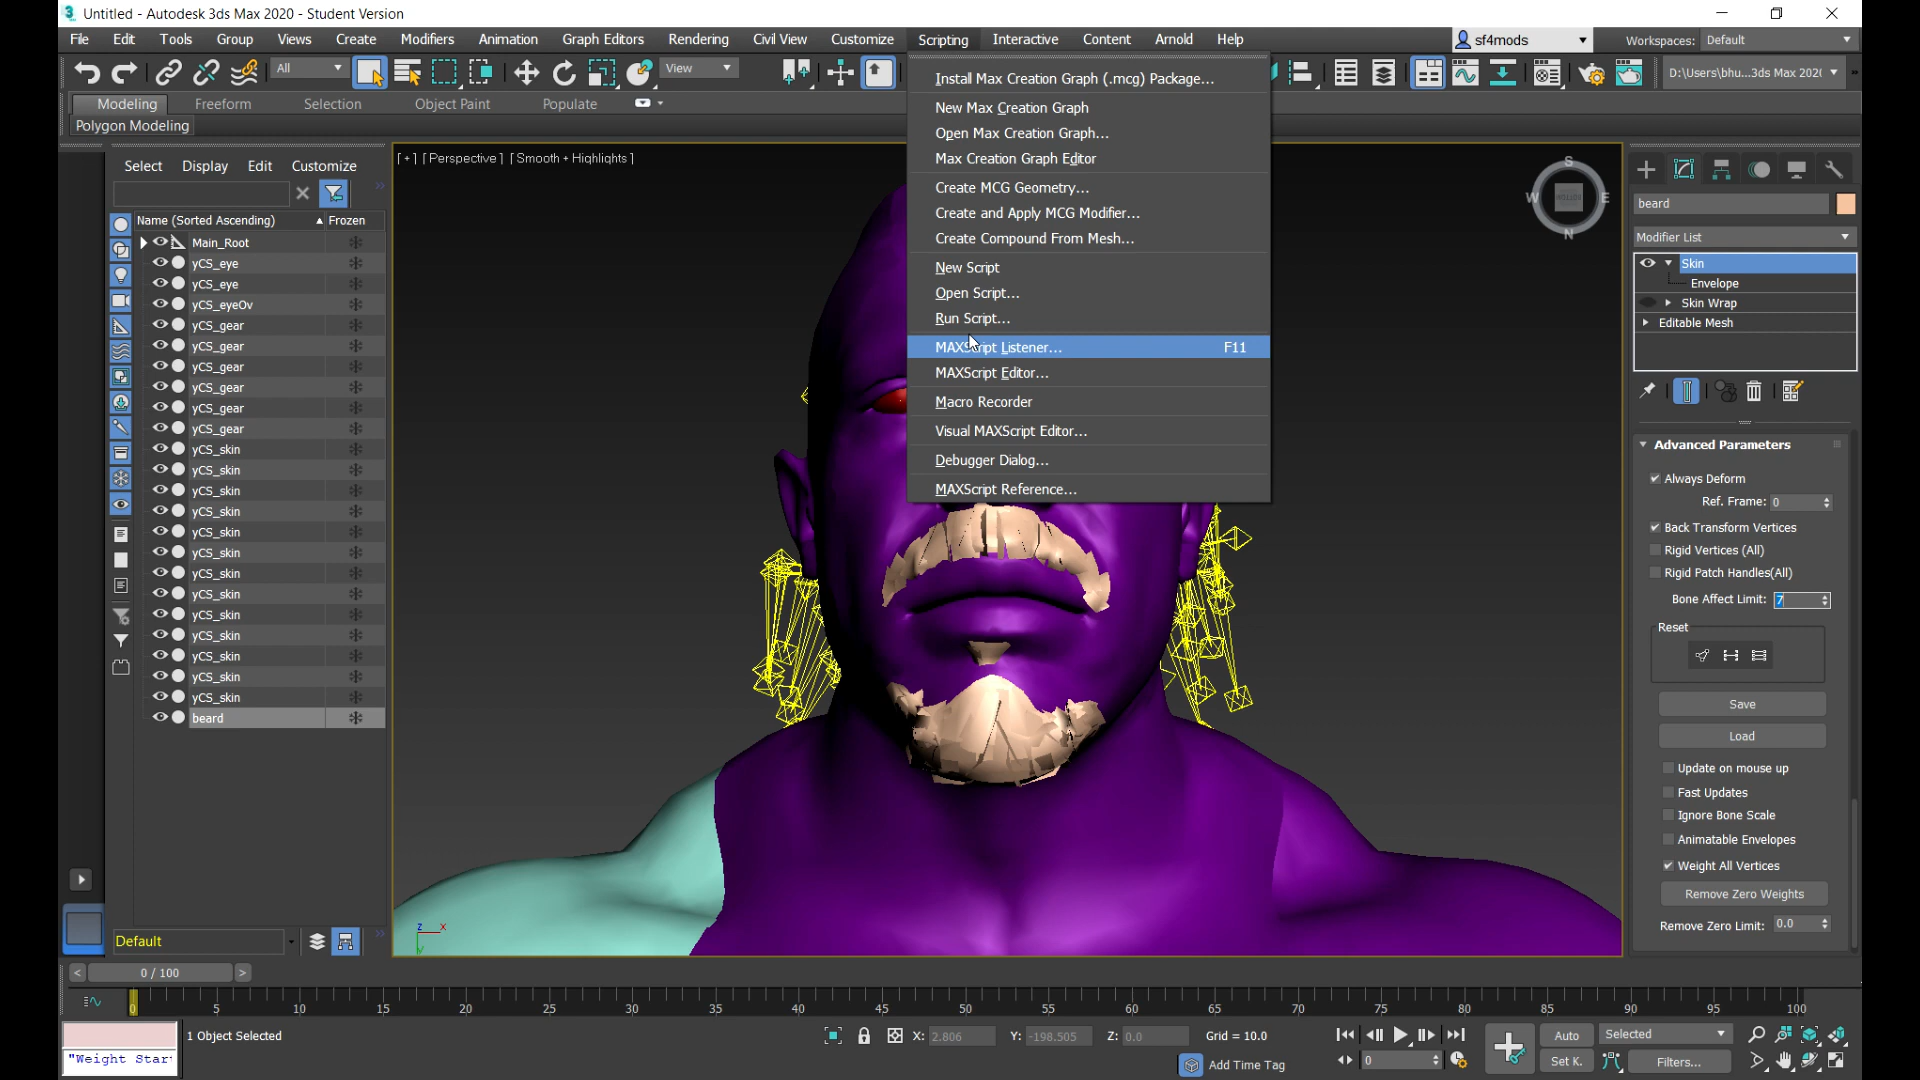 Untitled - Autodesk 3ds Max 2020 - Student Version
File Edit Tools Group Views Create Modifiers Animation Graph Editors Rendering Civil View Customize Scripting Interactive Content Arnold Help
sf4mods
Workspaces: Default
All
View
D:\Users\bhu...3ds Max 202(
Modeling Freeform Selection Object Paint Populate
Polygon Modeling
Select Display Edit Customize
Name (Sorted Ascending) Frozen
Main_Root
yCS_eye
yCS_eye
yCS_eyeOv
yCS_gear
yCS_gear
yCS_gear
yCS_gear
yCS_gear
yCS_gear
yCS_skin
yCS_skin
yCS_skin
yCS_skin
yCS_skin
yCS_skin
yCS_skin
yCS_skin
yCS_skin
yCS_skin
yCS_skin
yCS_skin
yCS_skin
beard
Default
[+] [Perspective] [Smooth + Highlights]
Install Max Creation Graph (.mcg) Package...
New Max Creation Graph
Open Max Creation Graph...
Max Creation Graph Editor
Create MCG Geometry...
Create and Apply MCG Modifier...
Create Compound From Mesh...
New Script
Open Script...
Run Script...
MAXScript Listener... F11
MAXScript Editor...
Macro Recorder
Visual MAXScript Editor...
Debugger Dialog...
MAXScript Reference...
S
W E
N
z x
y
beard
Modifier List
Skin
Envelope
Skin Wrap
Editable Mesh
Advanced Parameters
Always Deform
Ref. Frame: 0
Back Transform Vertices
Rigid Vertices (All)
Rigid Patch Handles(All)
Bone Affect Limit: 7
Reset
Save
Load
Update on mouse up
Fast Updates
Ignore Bone Scale
Animatable Envelopes
Weight All Vertices
Remove Zero Weights
Remove Zero Limit: 0.0
< 0 / 100 >
0 5 10 15 20 25 30 35 40 45 50 55 60 65 70 75 80 85 90 95 100
"Weight Star
1 Object Selected
X: 2.806 Y: -198.505 Z: 0.0 Grid = 10.0
Add Time Tag
0
Auto Selected
Set K. Filters...